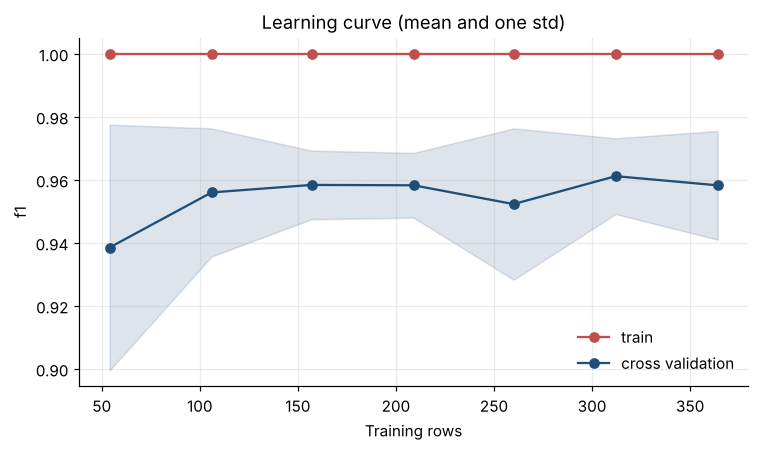 Learning curve (mean and one std)
1.00
0.98
0.96
0.94
0.92
0.90
f1
train
cross validation
50 100 150 200 250 300 350
Training rows